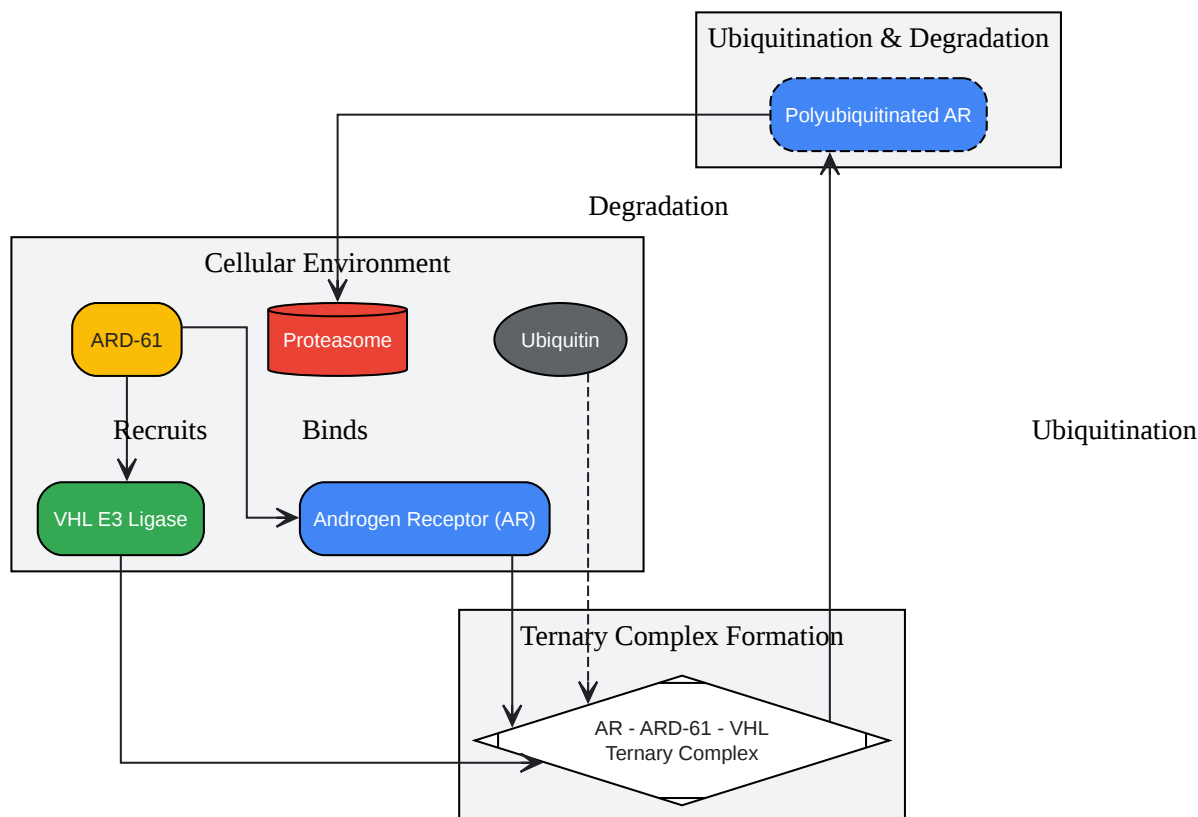 Ubiquitination & Degradation
Polyubiquitinated AR
Degradation
Cellular Environment
ARD-61
Proteasome
Ubiquitin
Recruits
Binds
Ubiquitination
VHL E3 Ligase
Androgen Receptor (AR)
Ternary Complex Formation
AR - ARD-61 - VHL
Ternary Complex